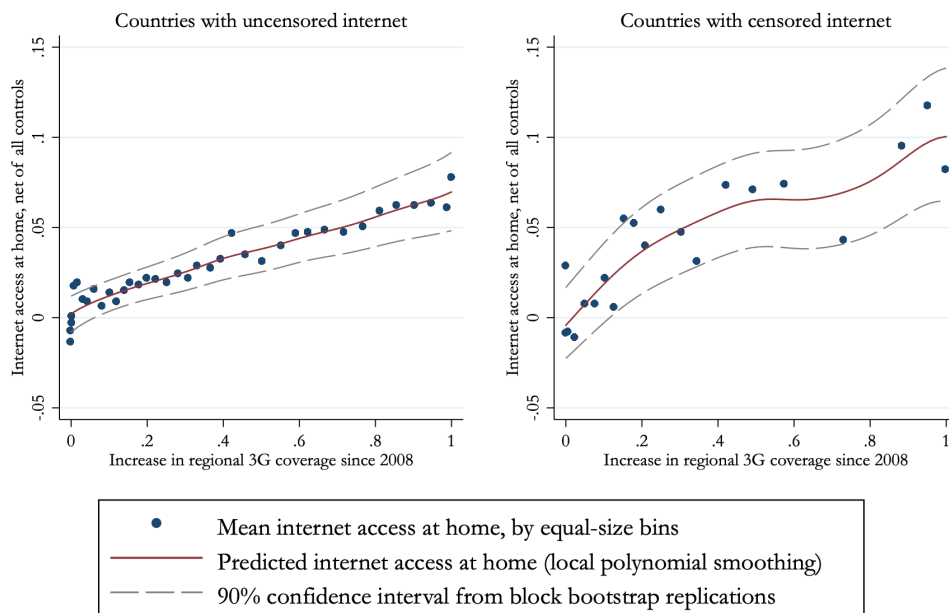 Countries with uncensored internet
Internet access at home, net of all controls
.15
.1
.05
0
-.05
0 .2 .4 .6 .8 1
Increase in regional 3G coverage since 2008
Countries with censored internet
Internet access at home, net of all controls
.15
.1
.05
0
-.05
0 .2 .4 .6 .8 1
Increase in regional 3G coverage since 2008
Mean internet access at home, by equal-size bins
Predicted internet access at home (local polynomial smoothing)
90% confidence interval from block bootstrap replications